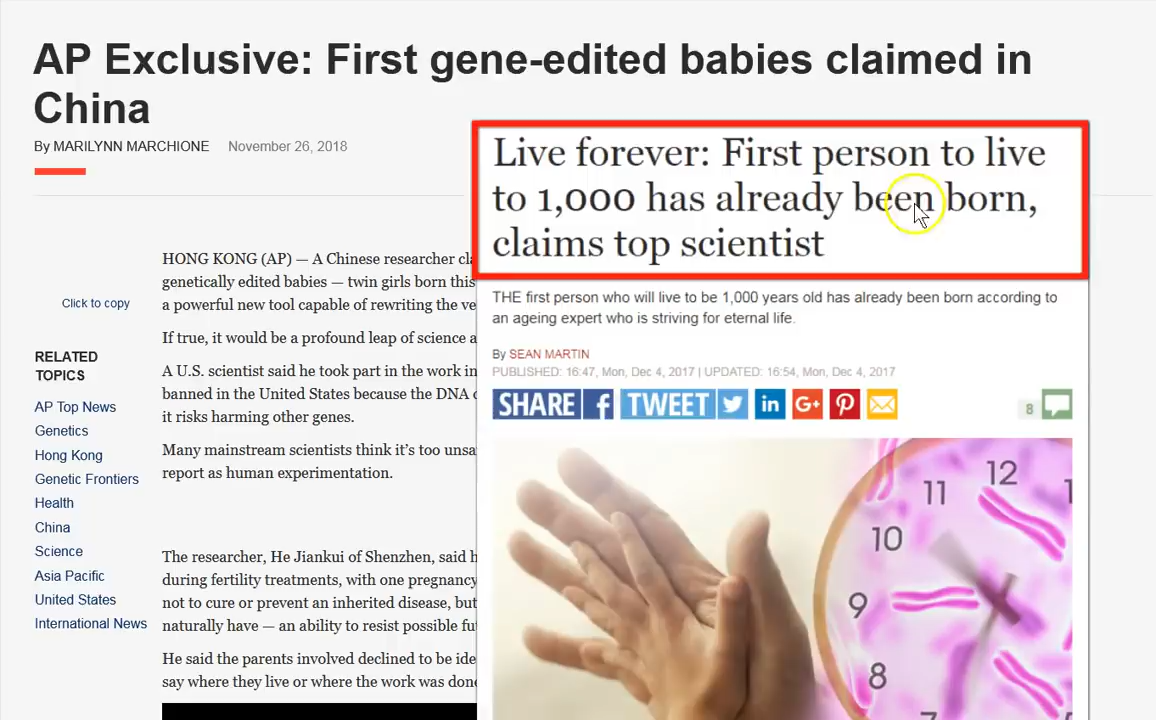 AP Exclusive: First gene-edited babies claimed in
China
By MARILYNN MARCHIONE November 26, 2018
Click to copy
RELATED
TOPICS
AP Top News
Genetics
Hong Kong
Genetic Frontiers
Health
China
Science
Asia Pacific
United States
International News
HONG KONG (AP) — A Chinese researcher
genetically edited babies — twin girls born this
a powerful new tool capable of rewriting the
If true, it would be a profound leap of science
A U.S. scientist said he took part in the work in
banned in the United States because the DNA
it risks harming other genes.
Many mainstream scientists think it’s too
report as human experimentation.
The researcher, He Jiankui of Shenzhen, said
during fertility treatments, with one pregnancy
not to cure or prevent an inherited disease, but
naturally have — an ability to resist possible
He said the parents involved declined to be
say where they live or where the work was
Live forever: First person to live
to 1,000 has already been born,
claims top scientist
THE first person who will live to be 1,000 years old has already been born according to
an ageing expert who is striving for eternal life.
By SEAN MARTIN
PUBLISHED: 16:47, Mon, Dec 4, 2017 | UPDATED: 16:54, Mon, Dec 4, 2017
SHARE f TWEET in G+ 8
11 12 1
10
9
8
7